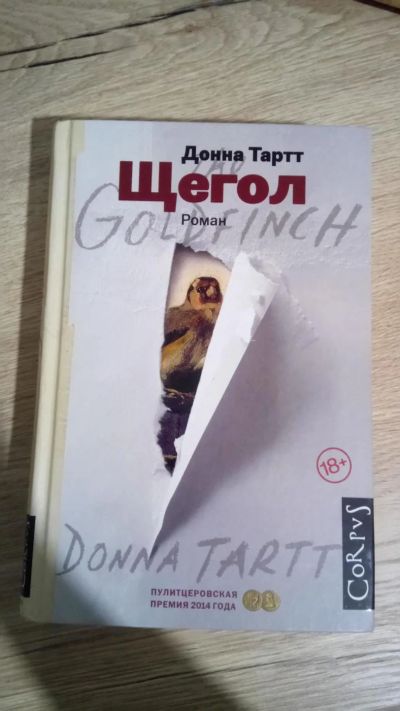 Донна Тартт
THE
Щегол
GOLDFINCH
Роман
18+
DONNA TARTT
CORPVS
ПУЛИТЦЕРОВСКАЯ
ПРЕМИЯ 2014 ГОДА